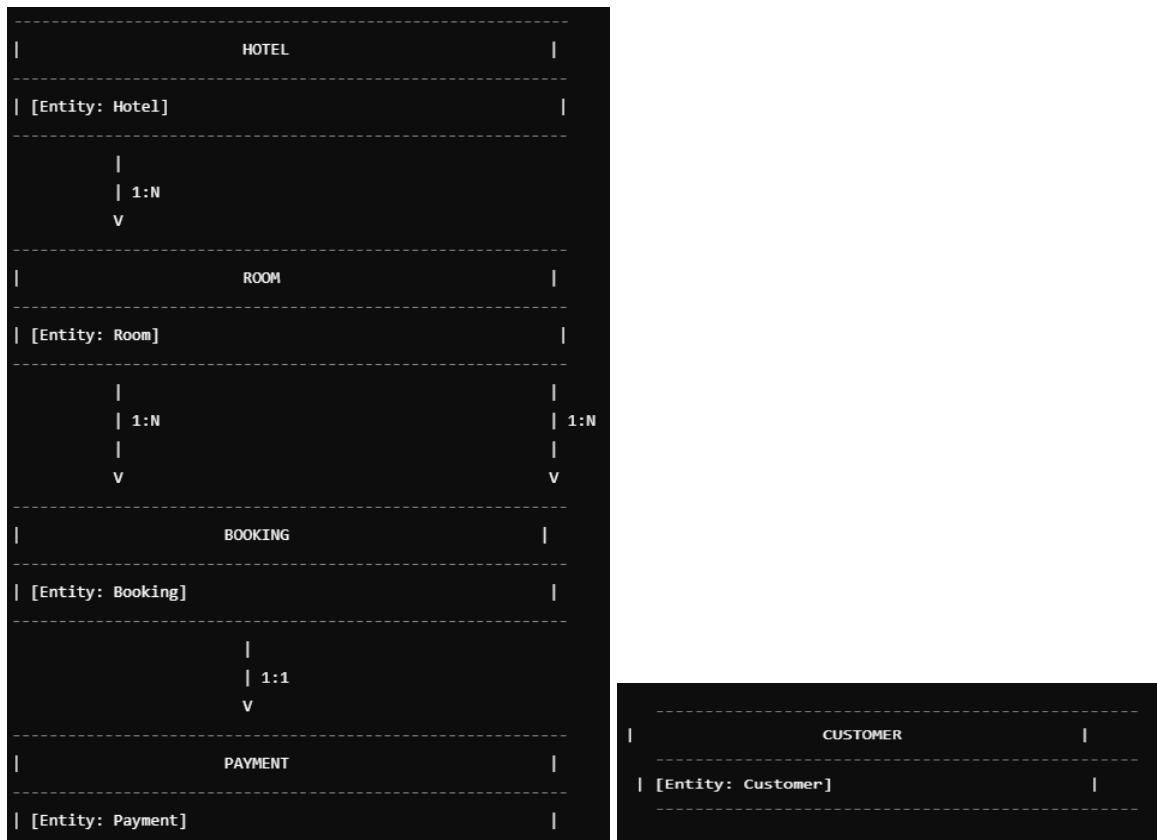 ------------------------------------------------------------
|                        HOTEL                             |
------------------------------------------------------------
| [Entity: Hotel]                                           |
------------------------------------------------------------
           |
           | 1:N
           V
------------------------------------------------------------
|                        ROOM                              |
------------------------------------------------------------
| [Entity: Room]                                            |
------------------------------------------------------------
           |                                              |
           | 1:N                                          | 1:N
           |                                              |
           V                                              V
------------------------------------------------------------
|                      BOOKING                           |
------------------------------------------------------------
| [Entity: Booking]                                       |
------------------------------------------------------------
                         |
                         | 1:1
                         V
------------------------------------------------------------
|                      PAYMENT                            |
------------------------------------------------------------
| [Entity: Payment]                                       |
----------------------------------------------------
|                    CUSTOMER                   |
----------------------------------------------------
| [Entity: Customer]                            |
----------------------------------------------------